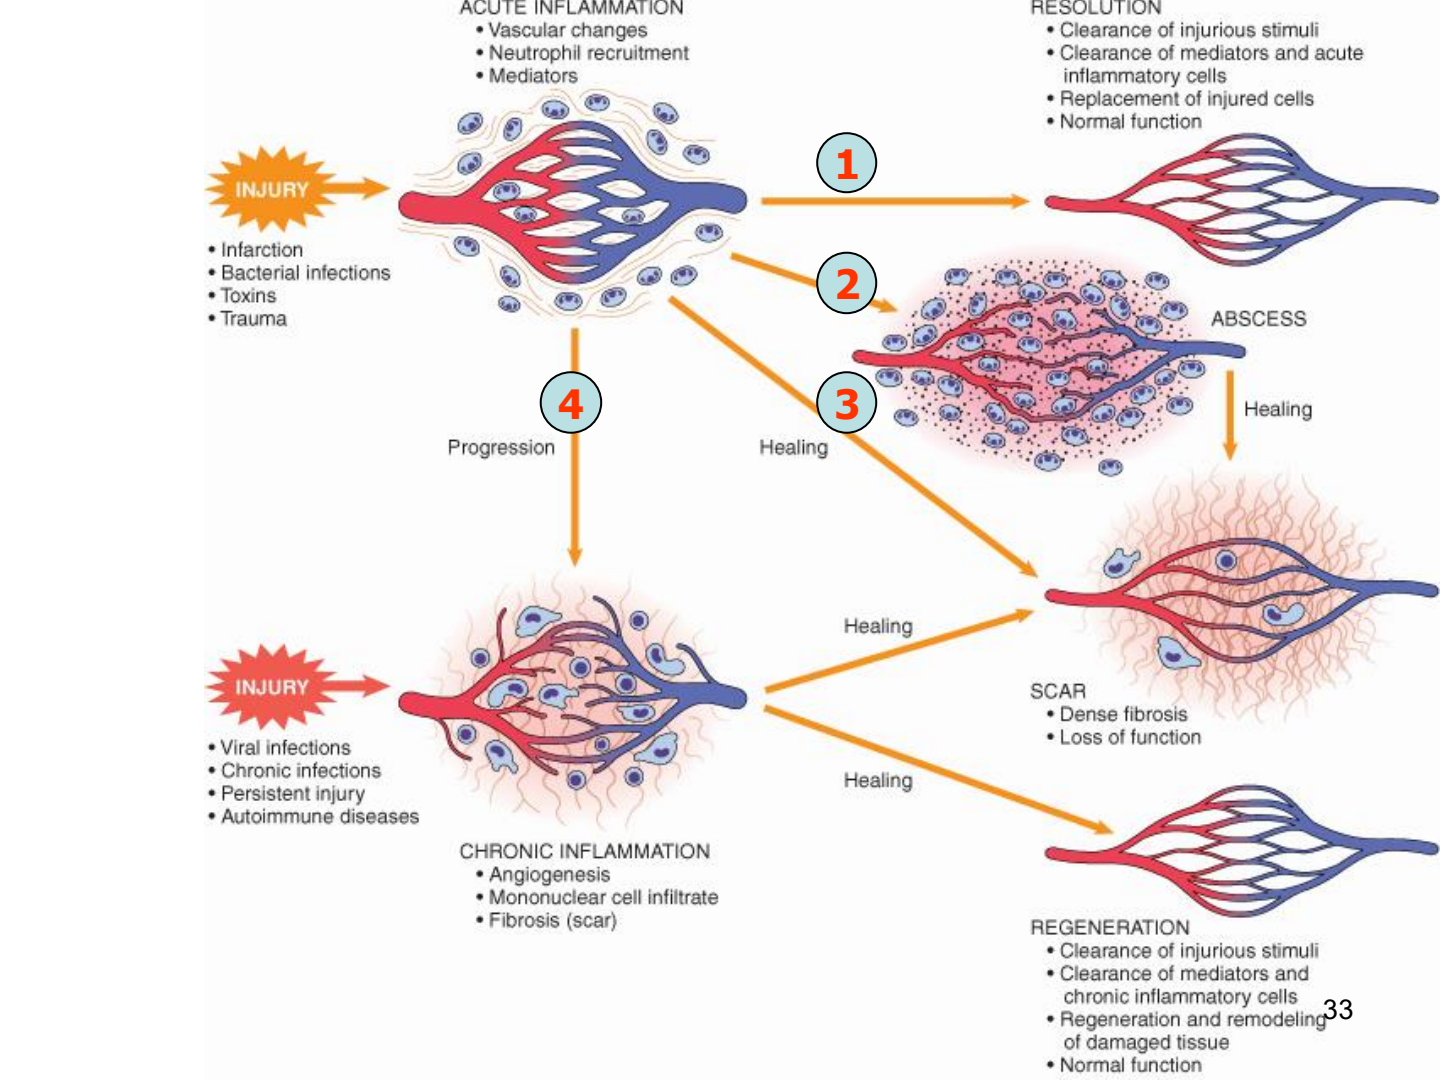 ACUTE INFLAMMATION
• Vascular changes
• Neutrophil recruitment
• Mediators
RESOLUTION
• Clearance of injurious stimuli
• Clearance of mediators and acute
inflammatory cells
• Replacement of injured cells
• Normal function
1
INJURY
• Infarction
• Bacterial infections
• Toxins
• Trauma
2
ABSCESS
4
3
Healing
Progression
Healing
Healing
INJURY
• Viral infections
• Chronic infections
• Persistent injury
• Autoimmune diseases
SCAR
• Dense fibrosis
• Loss of function
Healing
CHRONIC INFLAMMATION
• Angiogenesis
• Mononuclear cell infiltrate
• Fibrosis (scar)
REGENERATION
• Clearance of injurious stimuli
• Clearance of mediators and
chronic inflammatory cells
• Regeneration and remodeling
of damaged tissue
• Normal function
33